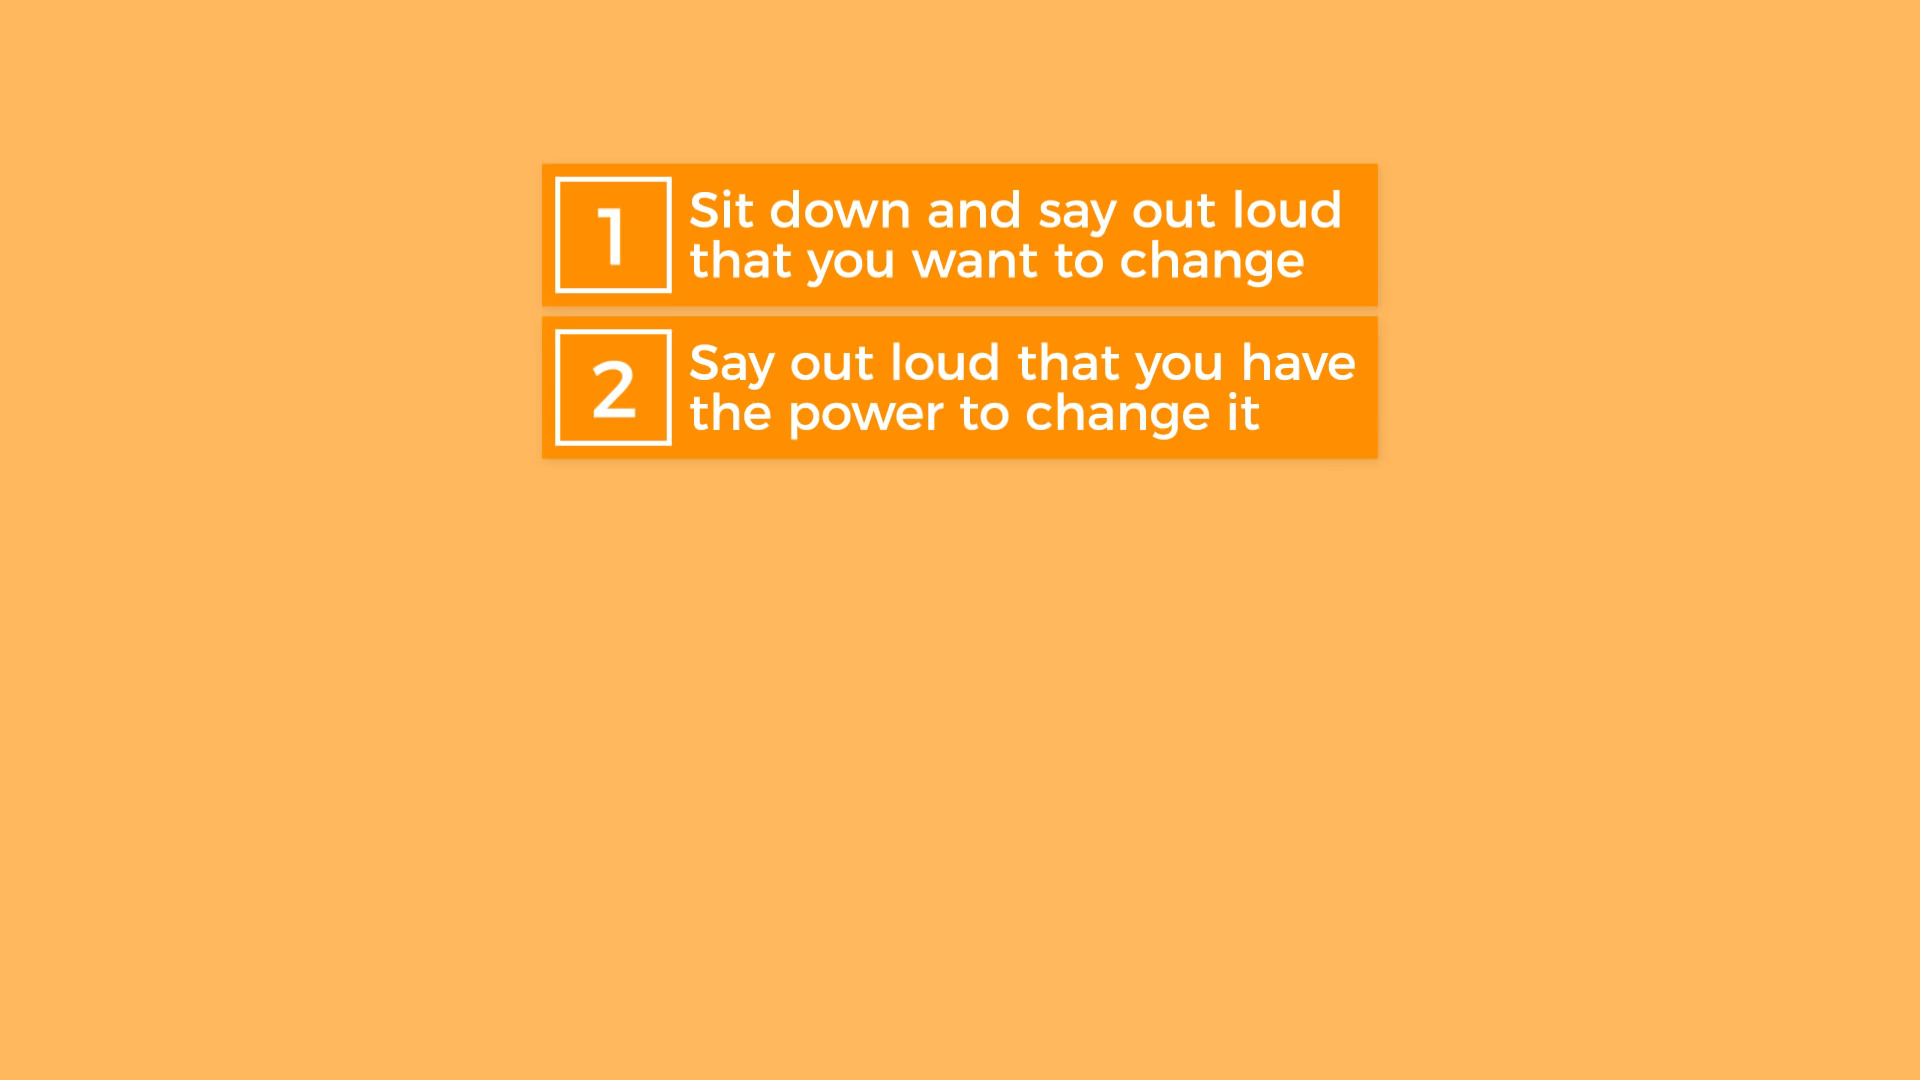 1
Sit down and say out loud
that you want to change
2
Say out loud that you have
the power to change it